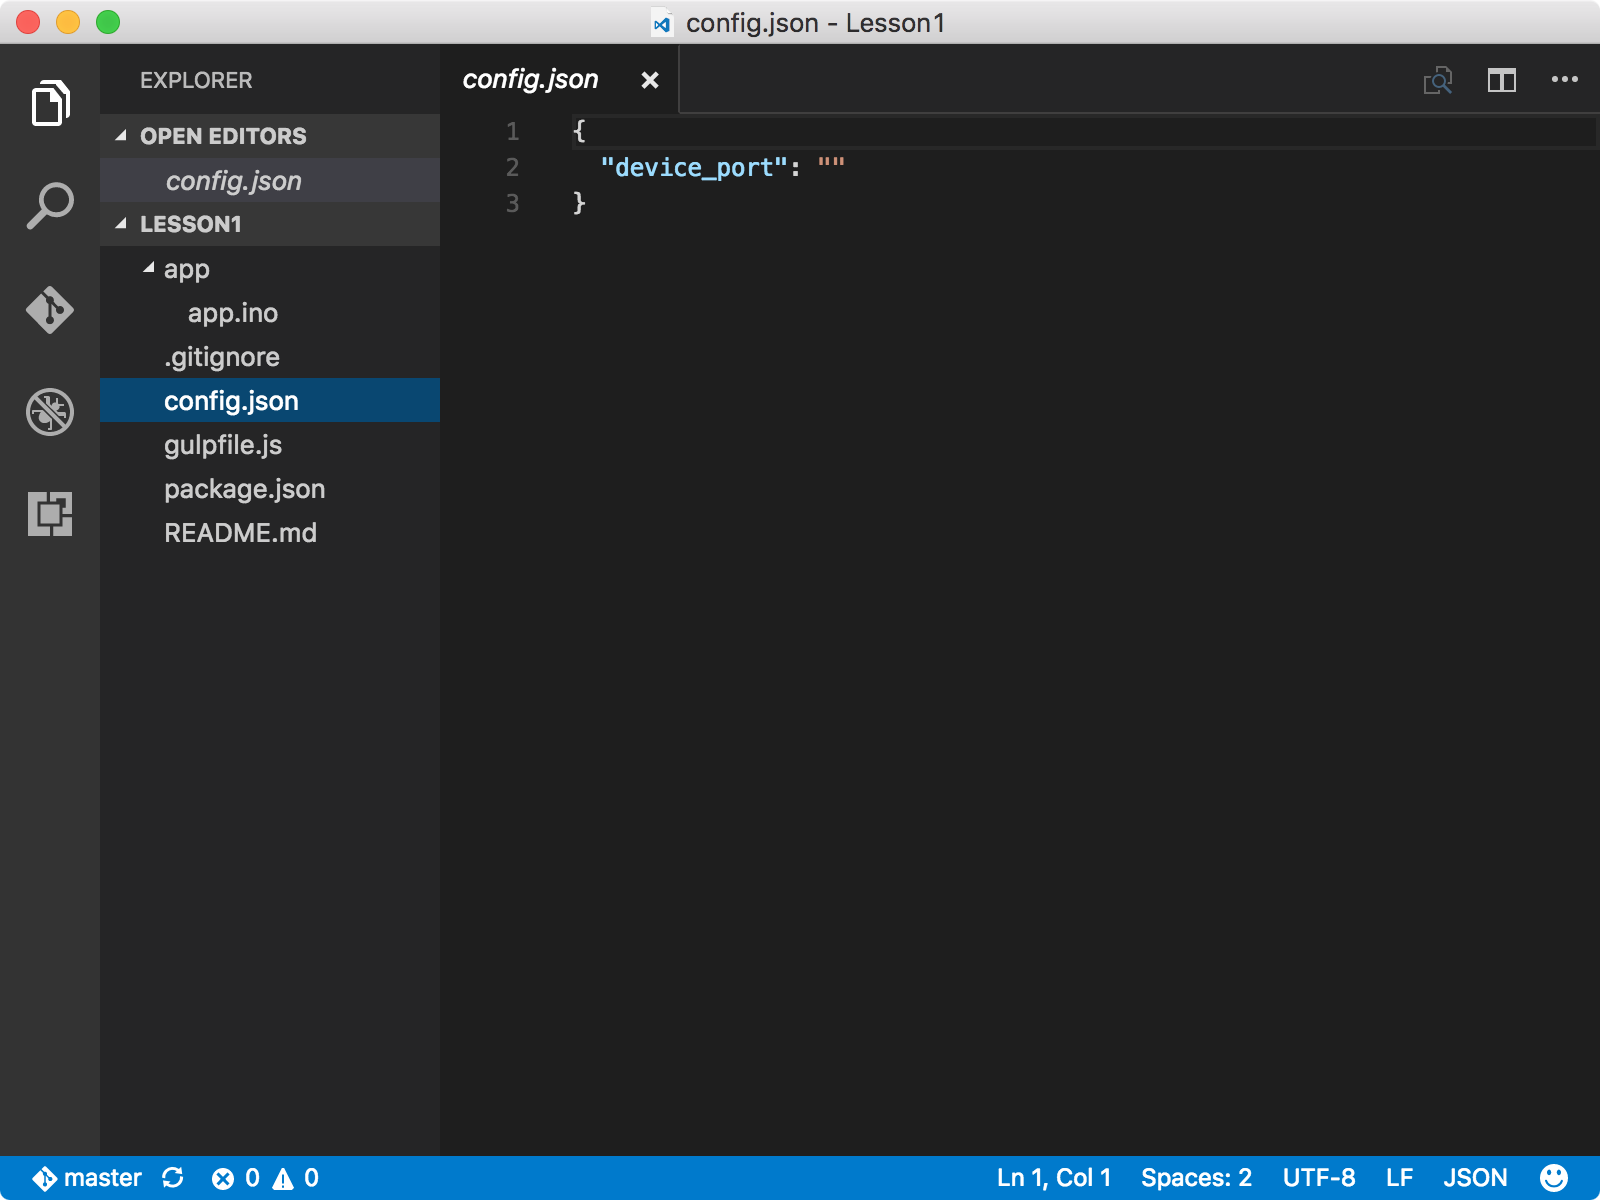 config.json - Lesson1
EXPLORER
OPEN EDITORS
config.json
LESSON1
app
app.ino
.gitignore
config.json
gulpfile.js
package.json
README.md
config.json
1 {
2 "device_port": ""
3 }
master 0 0 Ln 1, Col 1 Spaces: 2 UTF-8 LF JSON